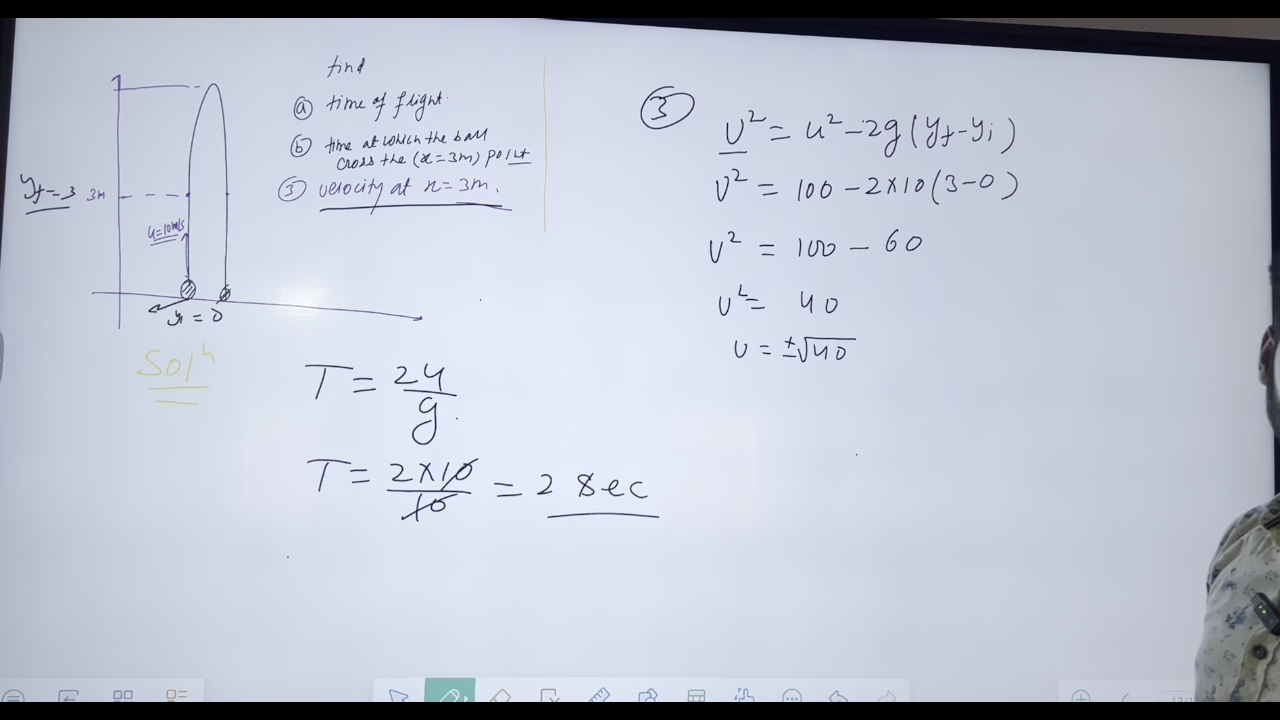 find
ⓐ time of flight.
ⓑ time at which the ball
cross the (x=3m) point
③ velocity at x=3m.
y_f=3
3m
u=10m/s
y_i = 0
Solⁿ
T = 2u/g
T = 2×10/10 = 2 sec
③
v² = u² − 2g(y_f − y_i)
v² = 100 − 2×10(3−0)
v² = 100 − 60
v² = 40
v = ±√40